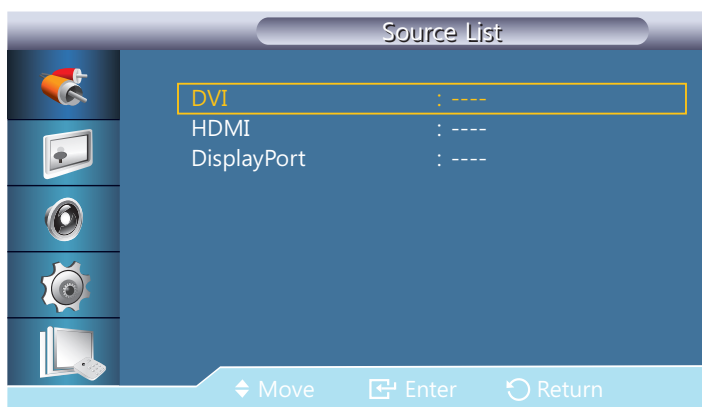 Source List
DVI : ----
HDMI : ----
DisplayPort : ----
Move Enter Return